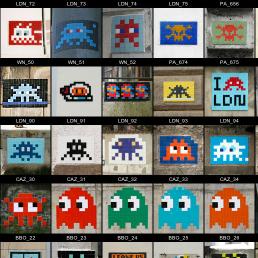 LDN_72 LDN_73 LDN_74 LDN_75 PA_656
WN_50 WN_51 WN_52 PA_674 PA_675
I
LDN
LDN_90 LDN_91 LDN_92 LDN_93 LDN_94
CAZ_30 CAZ_31 CAZ_32 CAZ_33 CAZ_34
BBO_22 BBO_23 BBO_24 BBO_25 BBO_26